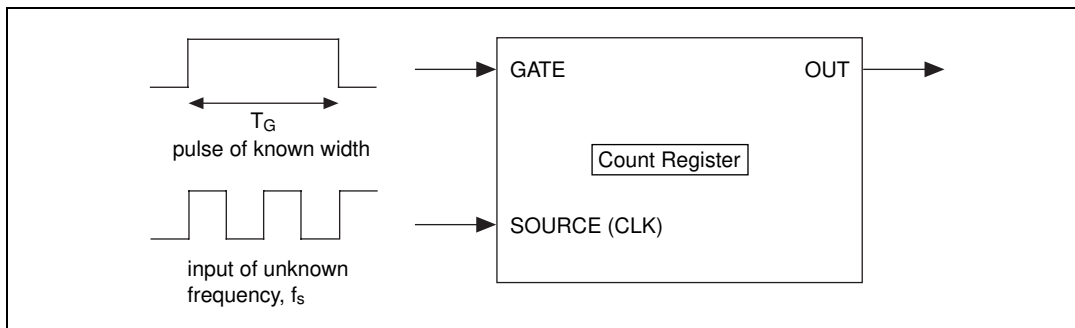 GATE
OUT
T_G
pulse of known width
Count Register
SOURCE (CLK)
input of unknown
frequency, f_s